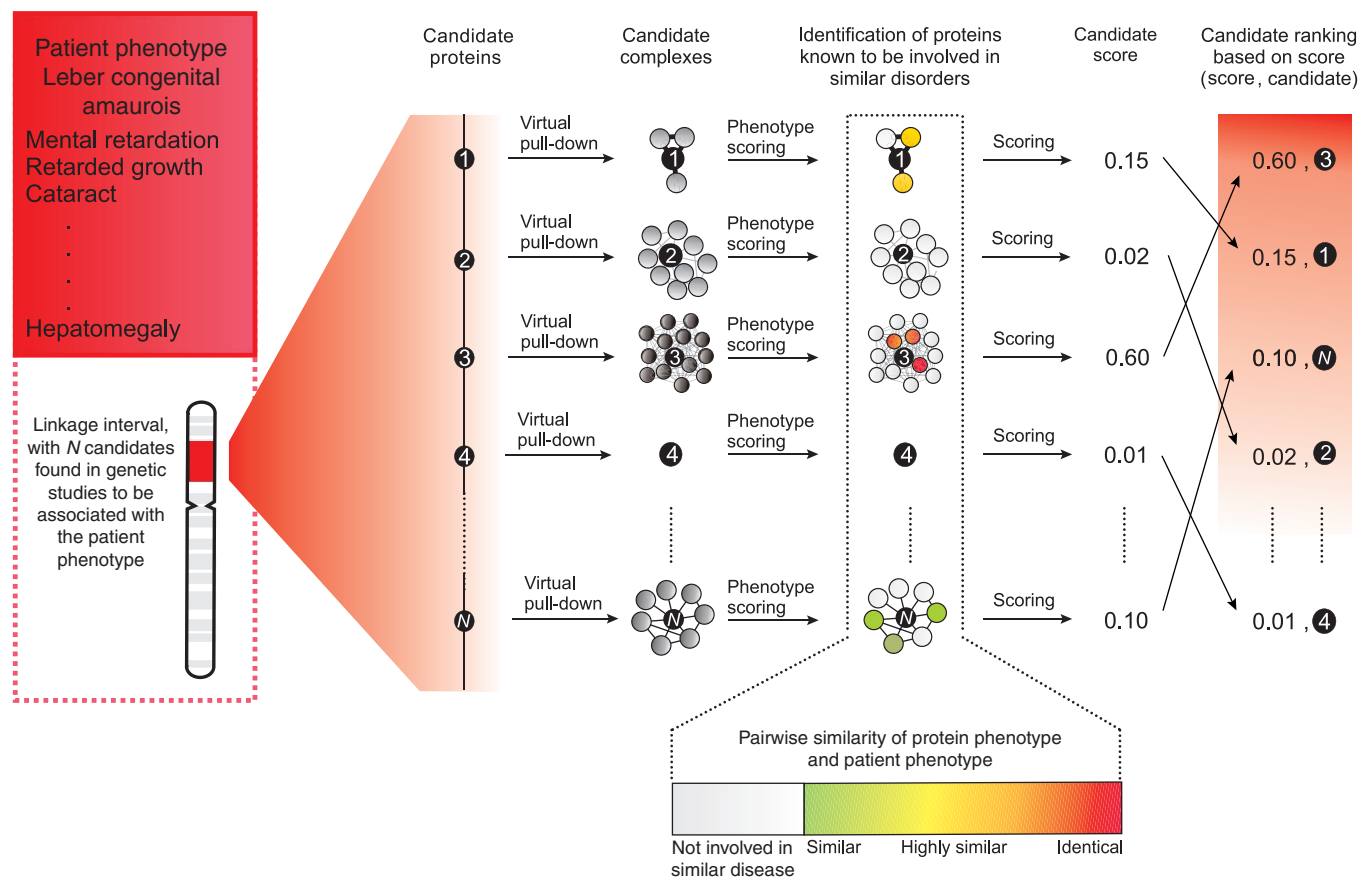 Patient phenotype
Leber congenital
amaurois
Mental retardation
Retarded growth
Cataract
.
.
.
.
Hepatomegaly
Linkage interval,
with N candidates
found in genetic
studies to be
associated with
the patient
phenotype
Candidate
proteins
Candidate
complexes
Identification of proteins
known to be involved in
similar disorders
Candidate
score
Candidate ranking
based on score
(score, candidate)
1
Virtual
pull-down
1
Phenotype
scoring
1
Scoring
0.15
0.60 , 3
2
Virtual
pull-down
2
Phenotype
scoring
2
Scoring
0.02
0.15 , 1
3
Virtual
pull-down
3
Phenotype
scoring
3
Scoring
0.60
0.10 , N
4
Virtual
pull-down
4
Phenotype
scoring
4
Scoring
0.01
0.02 , 2
N
Virtual
pull-down
N
Phenotype
scoring
N
Scoring
0.10
0.01 , 4
Pairwise similarity of protein phenotype
and patient phenotype
Not involved in
similar disease
Similar
Highly similar
Identical